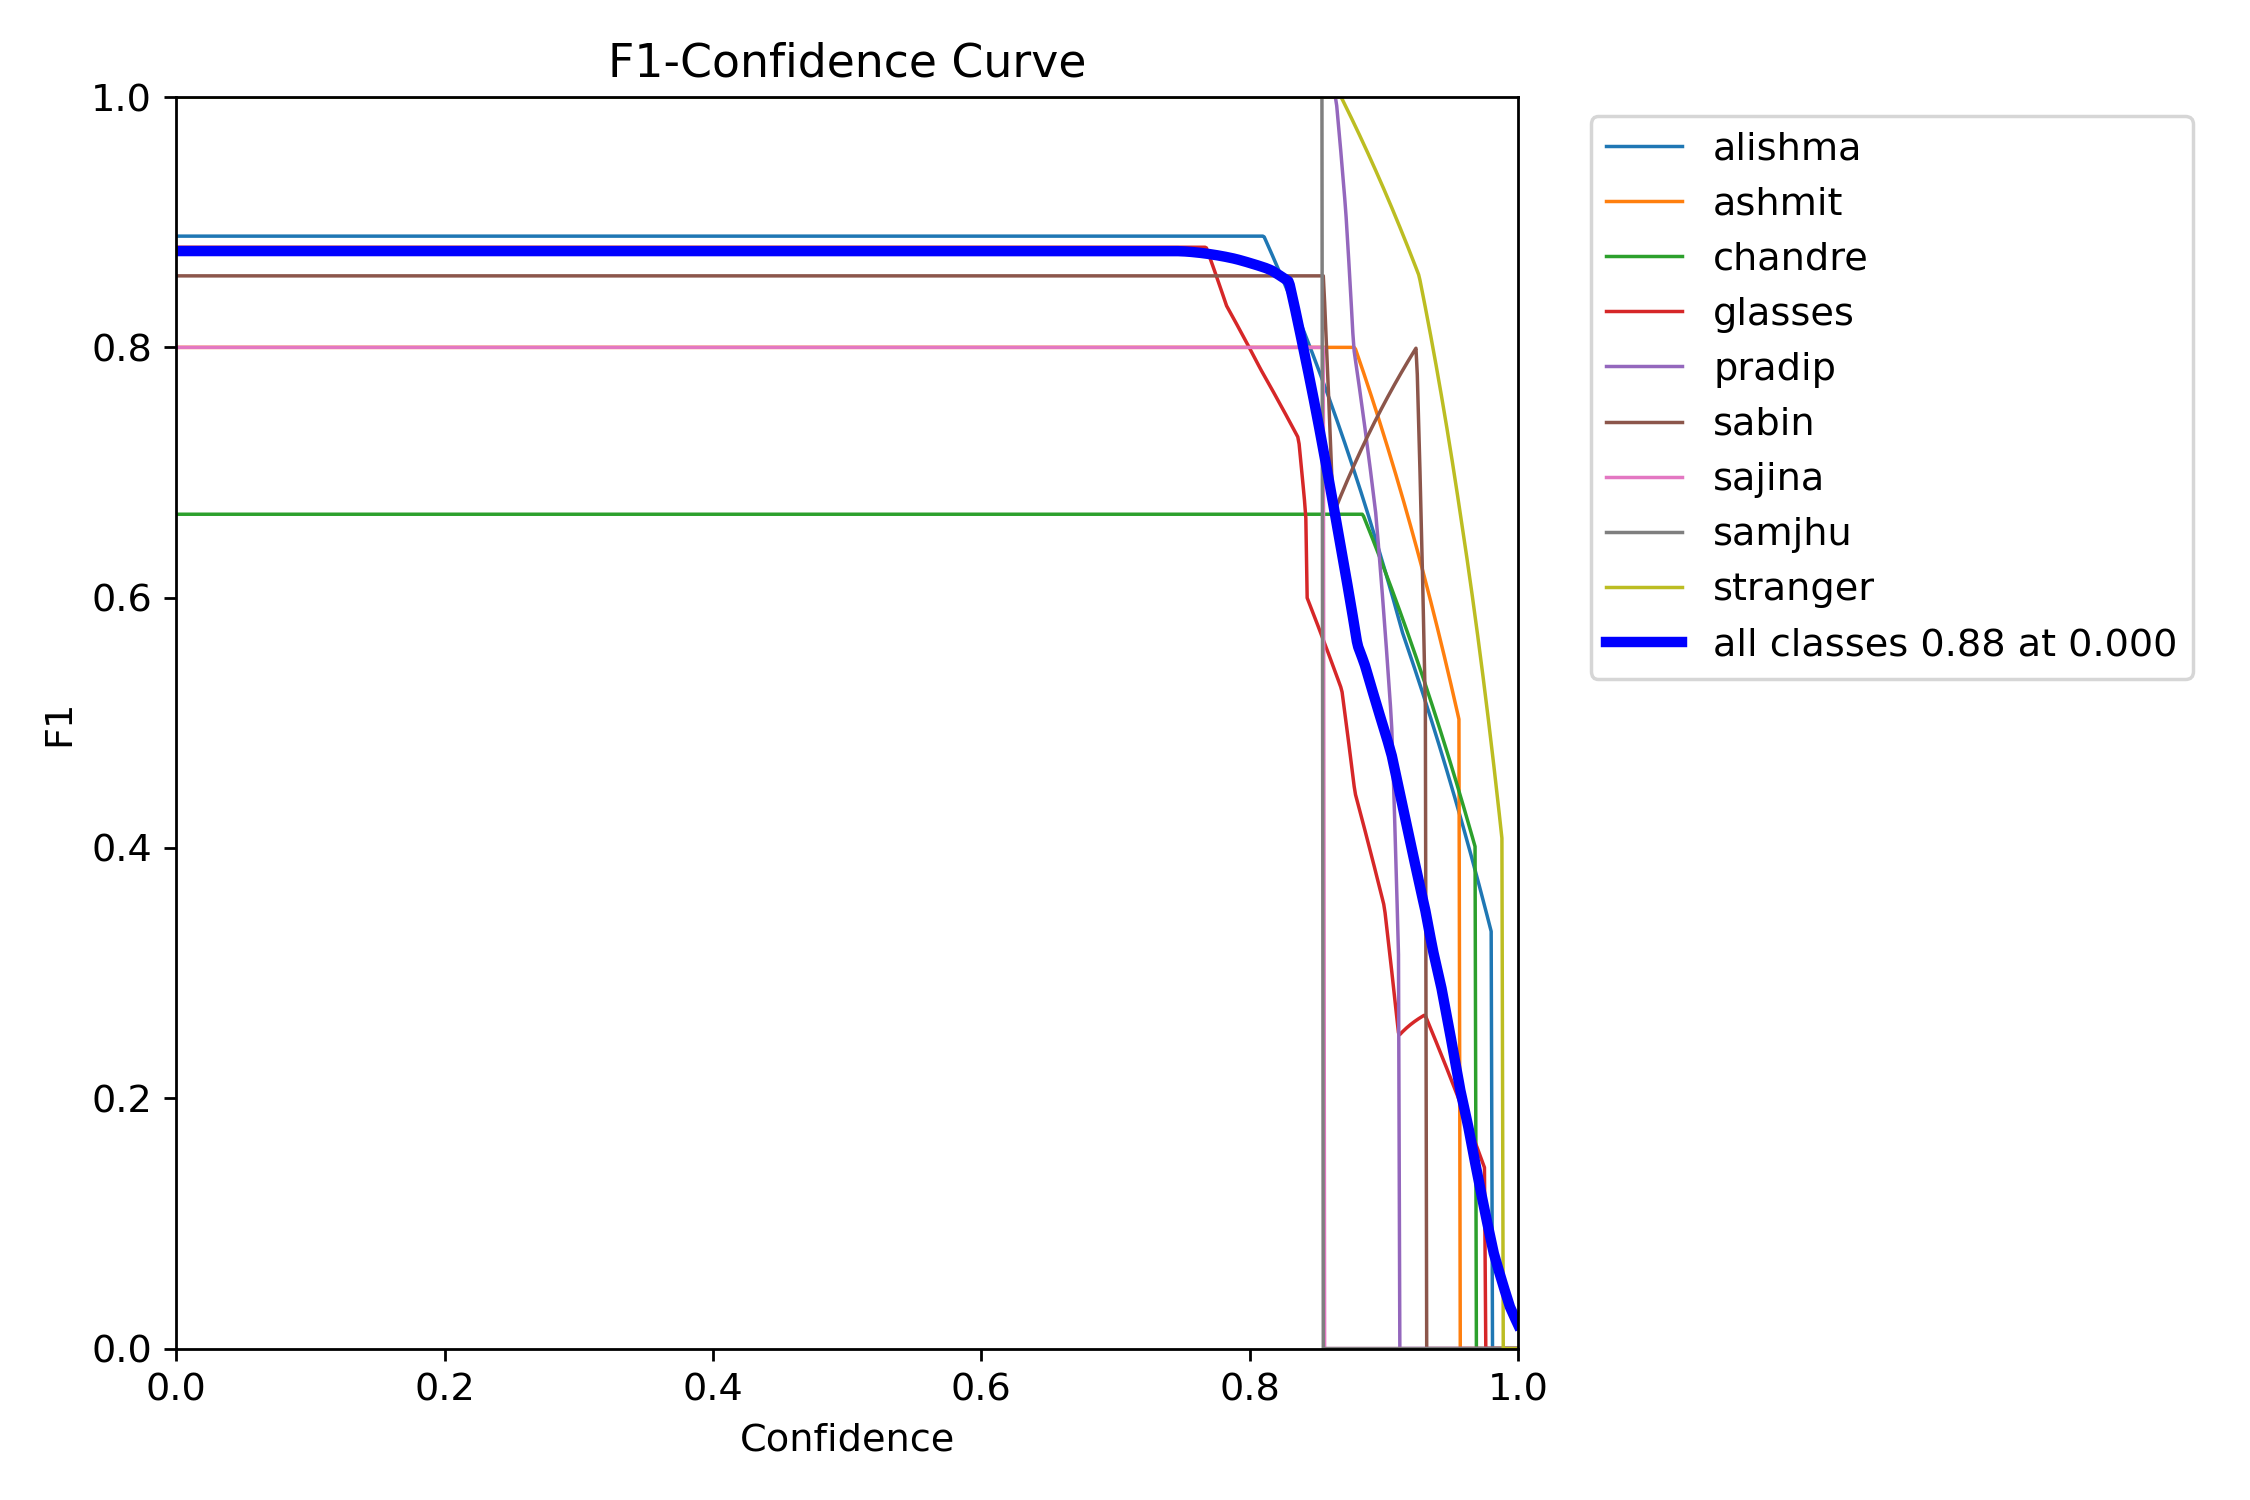 F1-Confidence Curve
1.0
0.8
0.6
0.4
0.2
0.0
F1
0.0 0.2 0.4 0.6 0.8 1.0
Confidence
alishma
ashmit
chandre
glasses
pradip
sabin
sajina
samjhu
stranger
all classes 0.88 at 0.000